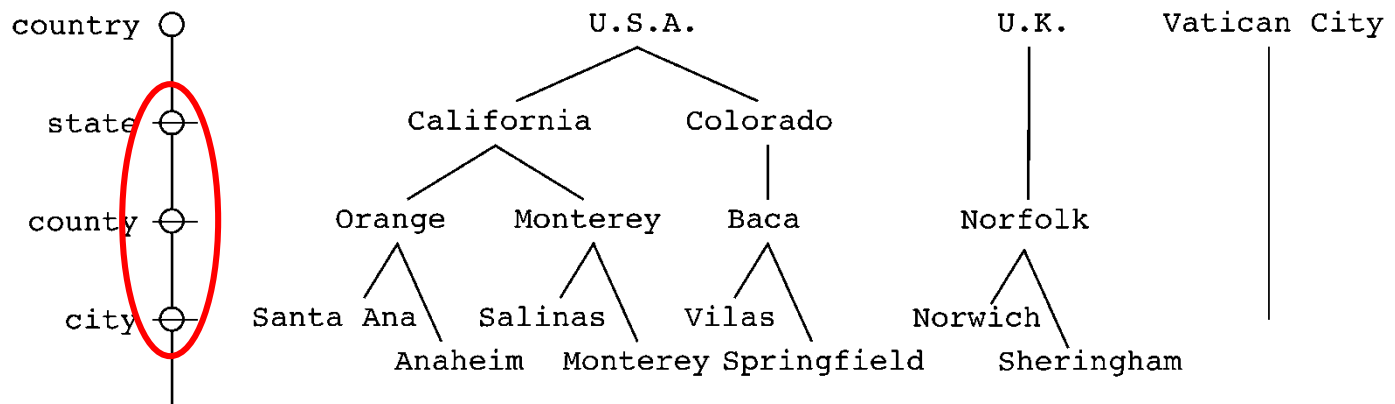 country U.S.A. U.K. Vatican City
state California Colorado
county Orange Monterey Baca Norfolk
city Santa Ana Salinas Vilas Norwich
Anaheim Monterey Springfield Sheringham